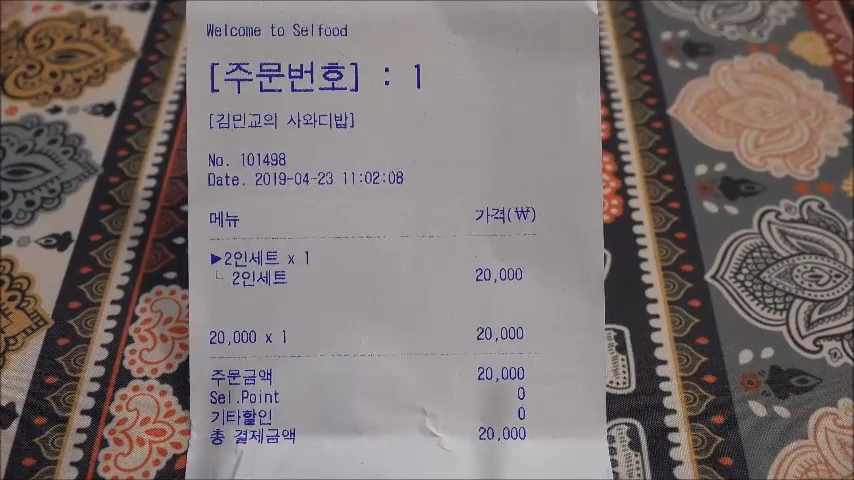 Welcome to Selfood
[주문번호] : 1
[김민교의 사와디밥]
No. 101498
Date. 2019-04-23 11:02:08
메뉴 가격(₩)
▶2인세트 x 1
└ 2인세트 20,000
20,000 x 1 20,000
주문금액 20,000
Sel.Point 0
기타할인 0
총 결제금액 20,000